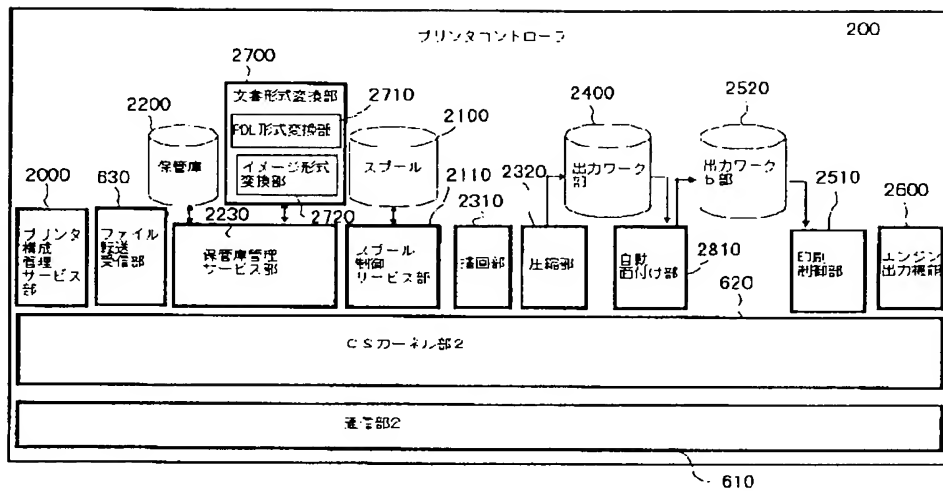 プリンタコントローラ
200
2700
文書形式変換部
2710
PDL形式変換部
イメージ形式
変換部
2720
2200
保管庫
2100
スプール
2400
出力ワーク
2520
出力ワーク
b部
2000
プリンタ
構成
管理
サービス
部
630
ファイル
転送
受信部
2230
保管庫管理
サービス部
2110
スプール
制御
サービス部
2310
描画部
2320
圧縮部
自動
面付け部
2810
2510
印刷
制御部
2600
エンジン
出力機能
620
CSカーネル部2
通信部2
610